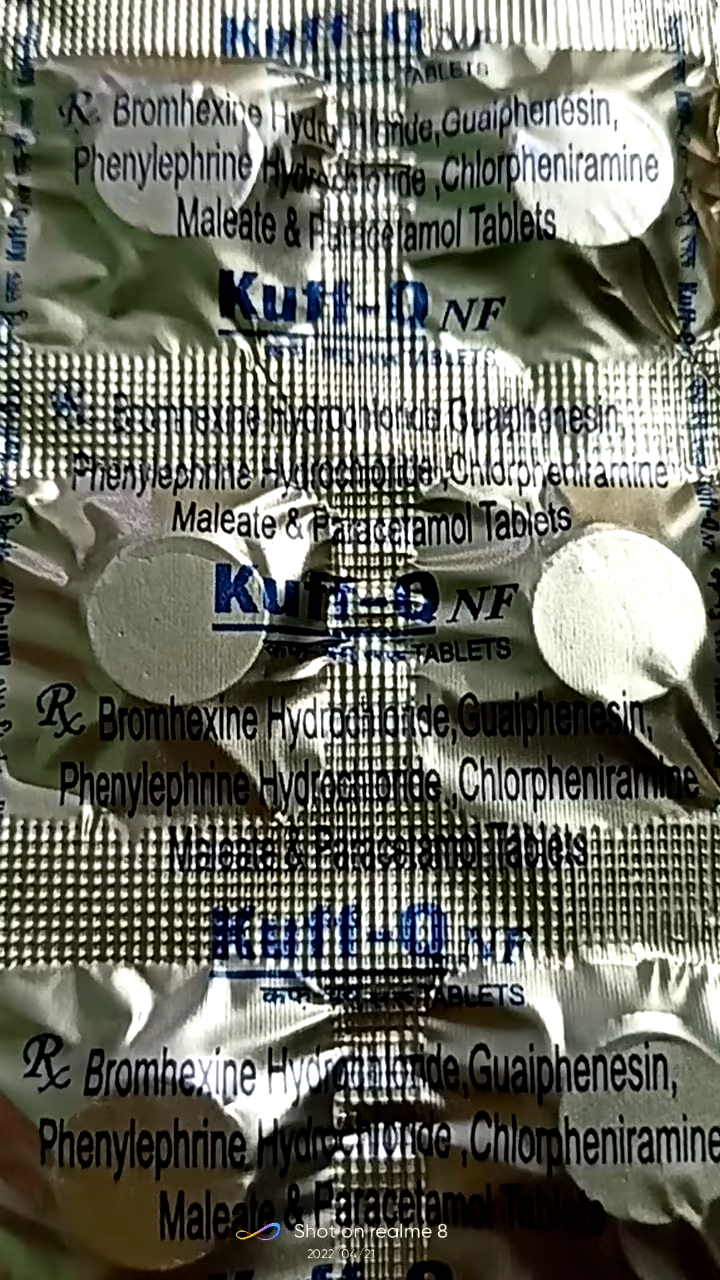 Kuff-Q NF
TABLETS
Rx Bromhexine Hydrochloride,Guaiphenesin,
Phenylephrine Hydrochloride ,Chlorpheniramine
Maleate & Paracetamol Tablets
Kuff-Q NF
TABLETS
Bromhexine Hydrochloride,Guaiphenesin,
Phenylephrine Hydrochloride ,Chlorpheniramine
Maleate & Paracetamol Tablets
Kuff-Q NF
TABLETS
Rx Bromhexine Hydrochloride,Guaiphenesin,
Phenylephrine Hydrochloride ,Chlorpheniramine
Maleate & Paracetamol Tablets
Kuff-Q NF
कफ-क्यू TABLETS
Rx Bromhexine Hydrochloride,Guaiphenesin,
Phenylephrine Hydrochloride ,Chlorpheniramine
Maleate & Paracetamol Tablets
Shot on realme 8
2022/04/21